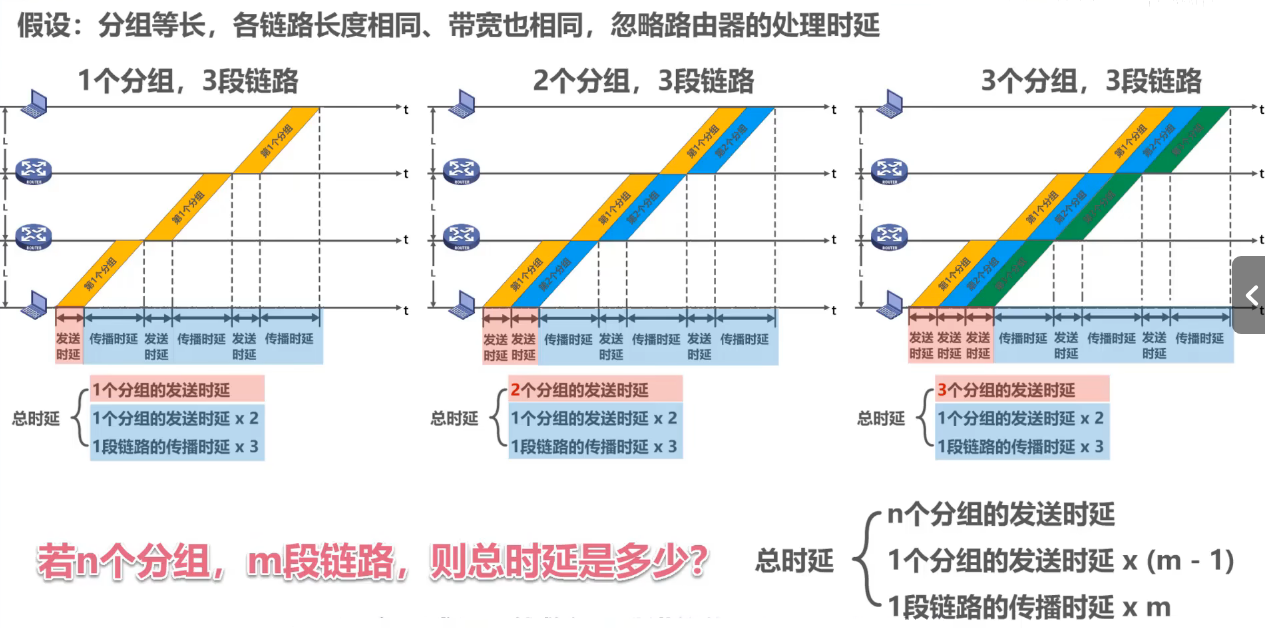 假设：分组等长，各链路长度相同、带宽也相同，忽略路由器的处理时延
1个分组，3段链路
t
第1个分组
ROUTER
t
第1个分组
ROUTER
t
第1个分组
t
L
L
L
发送时延
传播时延
发送时延
传播时延
发送时延
传播时延
总时延
1个分组的发送时延
1个分组的发送时延 x 2
1段链路的传播时延 x 3
2个分组，3段链路
t
第1个分组
第2个分组
ROUTER
t
第1个分组
第2个分组
ROUTER
t
第1个分组
第2个分组
t
L
L
L
发送时延
发送时延
传播时延
发送时延
传播时延
发送时延
传播时延
总时延
2个分组的发送时延
1个分组的发送时延 x 2
1段链路的传播时延 x 3
3个分组，3段链路
t
第1个分组
第2个分组
ROUTER
t
第1个分组
第2个分组
ROUTER
t
第1个分组
第2个分组
t
L
L
L
发送时延
发送时延
发送时延
传播时延
发送时延
传播时延
发送时延
传播时延
总时延
3个分组的发送时延
1个分组的发送时延 x 2
1段链路的传播时延 x 3
若n个分组，m段链路，则总时延是多少？
总时延
n个分组的发送时延
1个分组的发送时延 x (m - 1)
1段链路的传播时延 x m